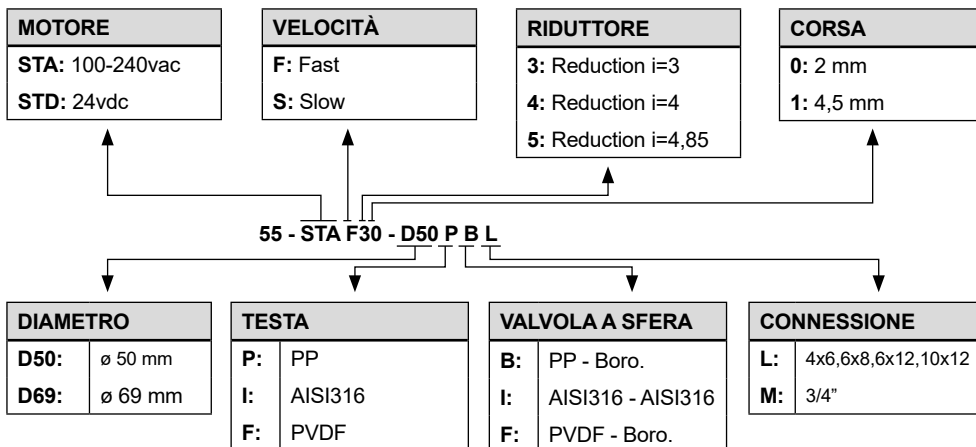 MOTORE
STA: 100-240vac
STD: 24vdc
VELOCITÀ
F: Fast
S: Slow
RIDUTTORE
3: Reduction i=3
4: Reduction i=4
5: Reduction i=4,85
CORSA
0: 2 mm
1: 4,5 mm
55 - STA F30 - D50 P B L
DIAMETRO
D50: ø 50 mm
D69: ø 69 mm
TESTA
P: PP
I: AISI316
F: PVDF
VALVOLA A SFERA
B: PP - Boro.
I: AISI316 - AISI316
F: PVDF - Boro.
CONNESSIONE
L: 4x6,6x8,6x12,10x12
M: 3/4”